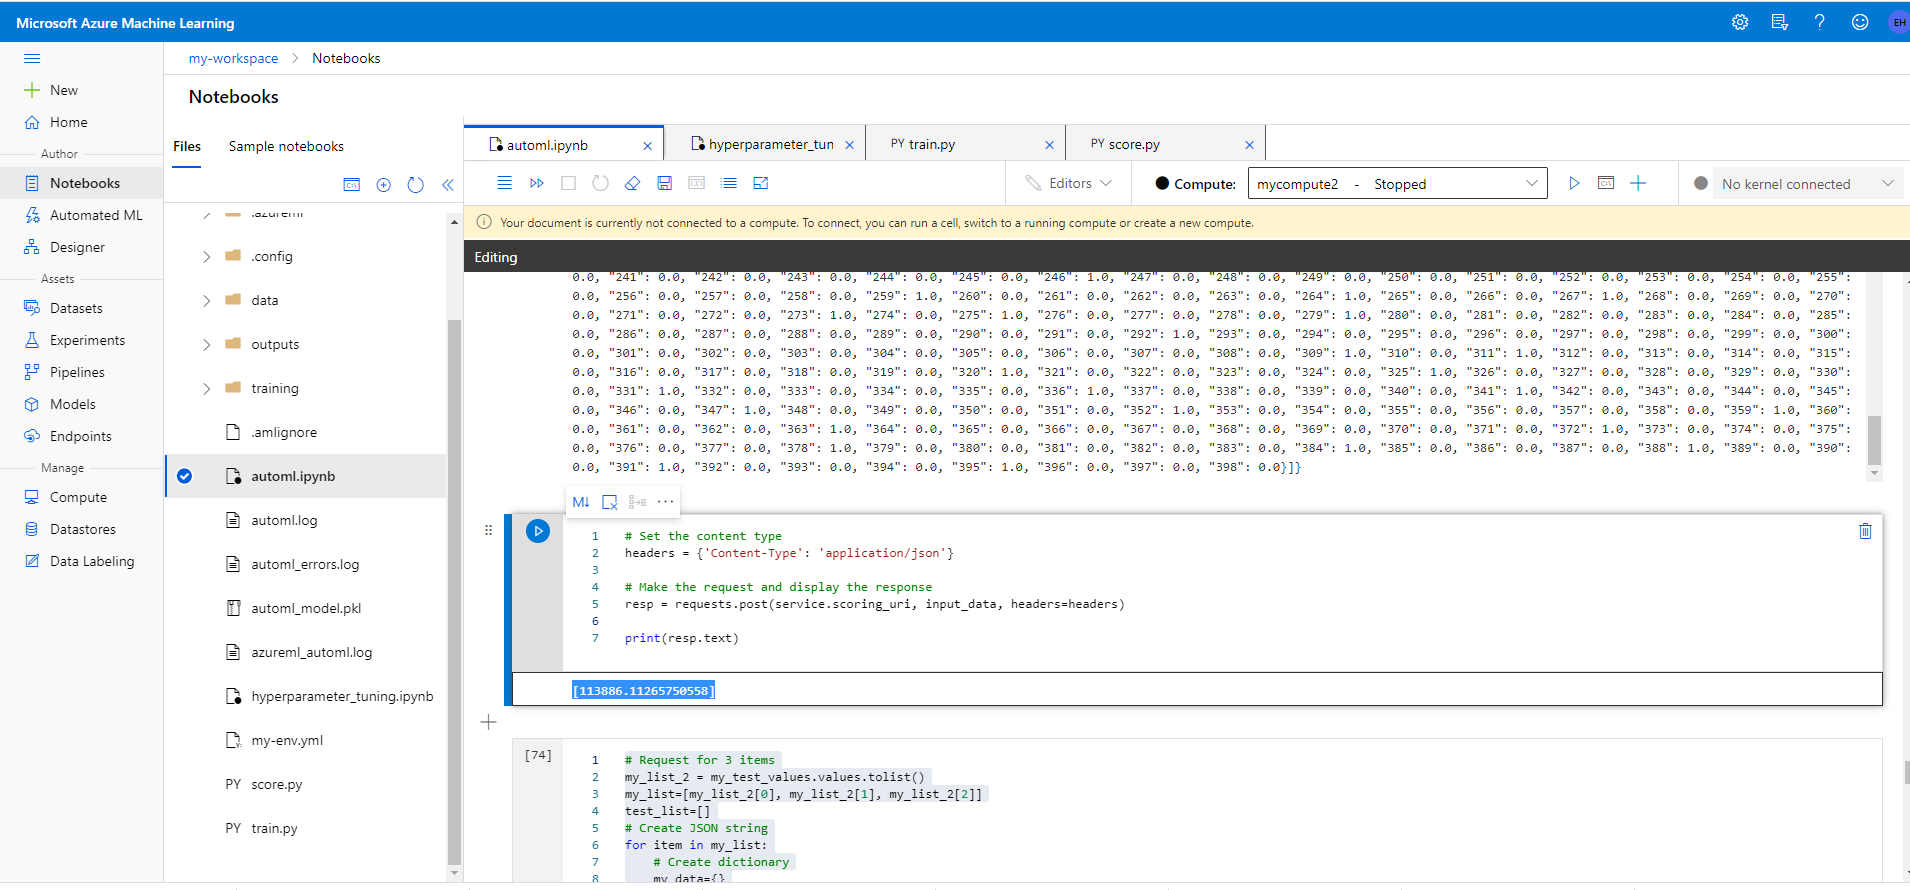 Microsoft Azure Machine Learning
EH
my-workspace > Notebooks
New
Home
Author
Notebooks
Automated ML
Designer
Assets
Datasets
Experiments
Pipelines
Models
Endpoints
Manage
Compute
Datastores
Data Labeling
Notebooks
Files
Sample notebooks
.azureml
.config
data
outputs
training
.amlignore
automl.ipynb
automl.log
automl_errors.log
automl_model.pkl
azureml_automl.log
hyperparameter_tuning.ipynb
my-env.yml
PY score.py
PY train.py
automl.ipynb
hyperparameter_tun
PY train.py
PY score.py
Editors
Compute: mycompute2 - Stopped
No kernel connected
Your document is currently not connected to a compute. To connect, you can run a cell, switch to a running compute or create a new compute.
Editing
0.0, "241": 0.0, "242": 0.0, "243": 0.0, "244": 0.0, "245": 0.0, "246": 1.0, "247": 0.0, "248": 0.0, "249": 0.0, "250": 0.0, "251": 0.0, "252": 0.0, "253": 0.0, "254": 0.0, "255":
0.0, "256": 0.0, "257": 0.0, "258": 0.0, "259": 1.0, "260": 0.0, "261": 0.0, "262": 0.0, "263": 0.0, "264": 1.0, "265": 0.0, "266": 0.0, "267": 1.0, "268": 0.0, "269": 0.0, "270":
0.0, "271": 0.0, "272": 0.0, "273": 1.0, "274": 0.0, "275": 1.0, "276": 0.0, "277": 0.0, "278": 0.0, "279": 1.0, "280": 0.0, "281": 0.0, "282": 0.0, "283": 0.0, "284": 0.0, "285":
0.0, "286": 0.0, "287": 0.0, "288": 0.0, "289": 0.0, "290": 0.0, "291": 0.0, "292": 1.0, "293": 0.0, "294": 0.0, "295": 0.0, "296": 0.0, "297": 0.0, "298": 0.0, "299": 0.0, "300":
0.0, "301": 0.0, "302": 0.0, "303": 0.0, "304": 0.0, "305": 0.0, "306": 0.0, "307": 0.0, "308": 0.0, "309": 1.0, "310": 0.0, "311": 1.0, "312": 0.0, "313": 0.0, "314": 0.0, "315":
0.0, "316": 0.0, "317": 0.0, "318": 0.0, "319": 0.0, "320": 1.0, "321": 0.0, "322": 0.0, "323": 0.0, "324": 0.0, "325": 1.0, "326": 0.0, "327": 0.0, "328": 0.0, "329": 0.0, "330":
0.0, "331": 1.0, "332": 0.0, "333": 0.0, "334": 0.0, "335": 0.0, "336": 1.0, "337": 0.0, "338": 0.0, "339": 0.0, "340": 0.0, "341": 1.0, "342": 0.0, "343": 0.0, "344": 0.0, "345":
0.0, "346": 0.0, "347": 1.0, "348": 0.0, "349": 0.0, "350": 0.0, "351": 0.0, "352": 1.0, "353": 0.0, "354": 0.0, "355": 0.0, "356": 0.0, "357": 0.0, "358": 0.0, "359": 1.0, "360":
0.0, "361": 0.0, "362": 0.0, "363": 1.0, "364": 0.0, "365": 0.0, "366": 0.0, "367": 0.0, "368": 0.0, "369": 0.0, "370": 0.0, "371": 0.0, "372": 1.0, "373": 0.0, "374": 0.0, "375":
0.0, "376": 0.0, "377": 0.0, "378": 1.0, "379": 0.0, "380": 0.0, "381": 0.0, "382": 0.0, "383": 0.0, "384": 1.0, "385": 0.0, "386": 0.0, "387": 0.0, "388": 1.0, "389": 0.0, "390":
0.0, "391": 1.0, "392": 0.0, "393": 0.0, "394": 0.0, "395": 1.0, "396": 0.0, "397": 0.0, "398": 0.0}]}
M↓
1 # Set the content type
2 headers = {'Content-Type': 'application/json'}
3
4 # Make the request and display the response
5 resp = requests.post(service.scoring_uri, input_data, headers=headers)
6
7 print(resp.text)
[113886.11265750558]
[74]
1 # Request for 3 items
2 my_list_2 = my_test_values.values.tolist()
3 my_list=[my_list_2[0], my_list_2[1], my_list_2[2]]
4 test_list=[]
5 # Create JSON string
6 for item in my_list:
7 # Create dictionary
8 my_data={}